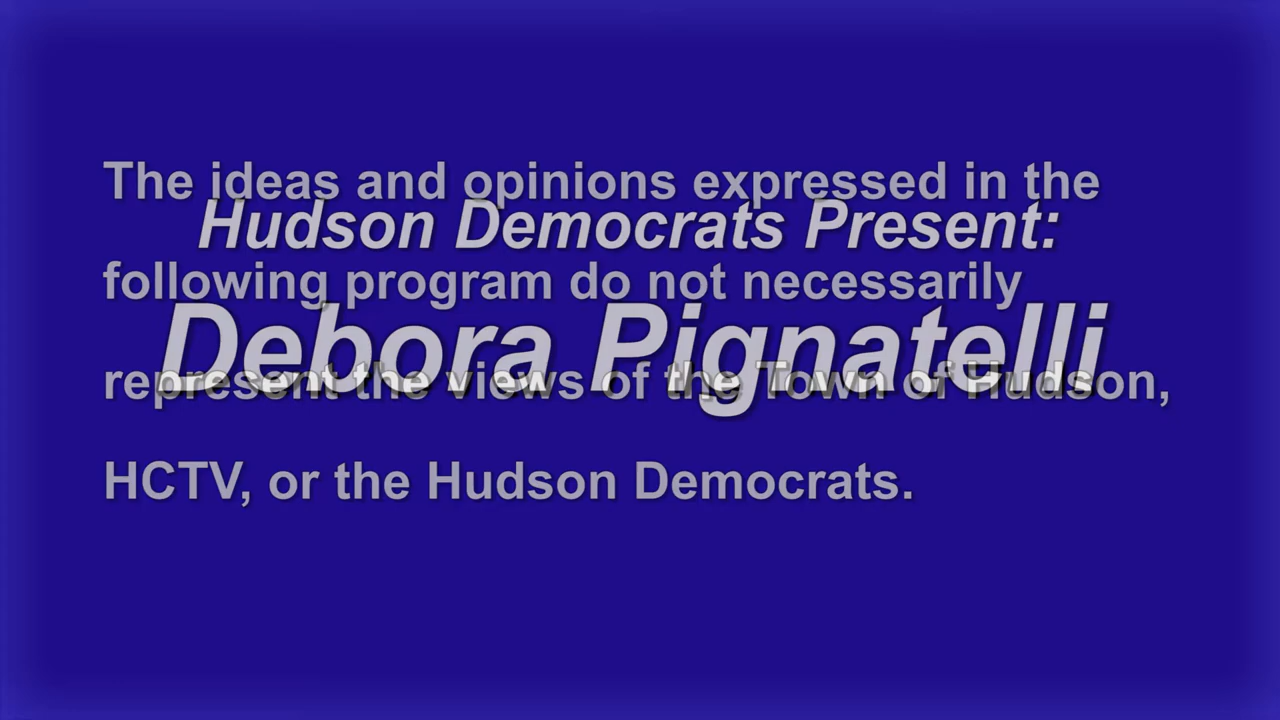 The ideas and opinions expressed in the
Hudson Democrats Present:
following program do not necessarily
Debora Pignatelli
represent the views of the Town of Hudson,
HCTV, or the Hudson Democrats.